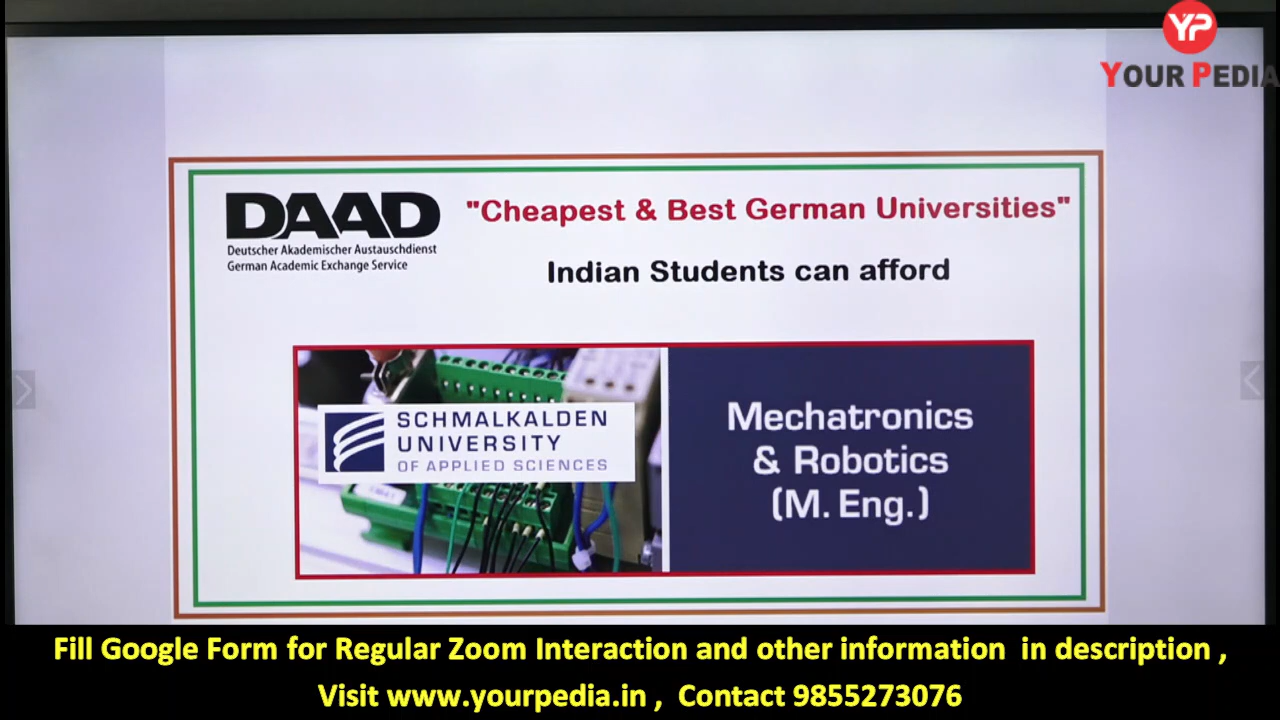 YP
YOUR PEDIA
DAAD
Deutscher Akademischer Austauschdienst
German Academic Exchange Service
"Cheapest & Best German Universities"
Indian Students can afford
SCHMALKALDEN
UNIVERSITY
OF APPLIED SCIENCES
Mechatronics
& Robotics
(M. Eng.)
Fill Google Form for Regular Zoom Interaction and other information in description ,
Visit www.yourpedia.in , Contact 9855273076